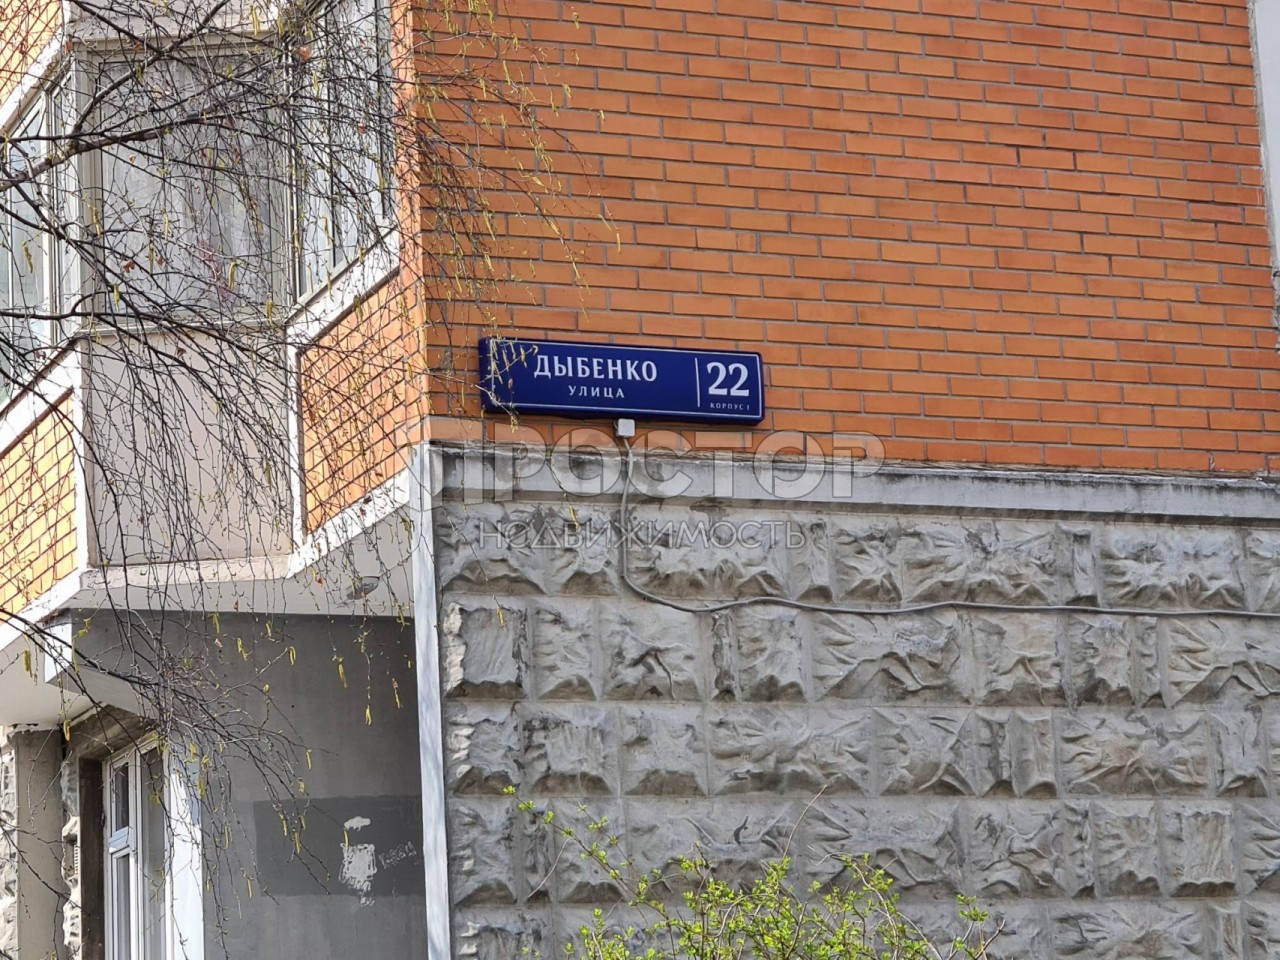 ДЫБЕНКО
УЛИЦА
22
КОРПУС 1
ПРОСТОР
НЕДВИЖИМОСТЬ